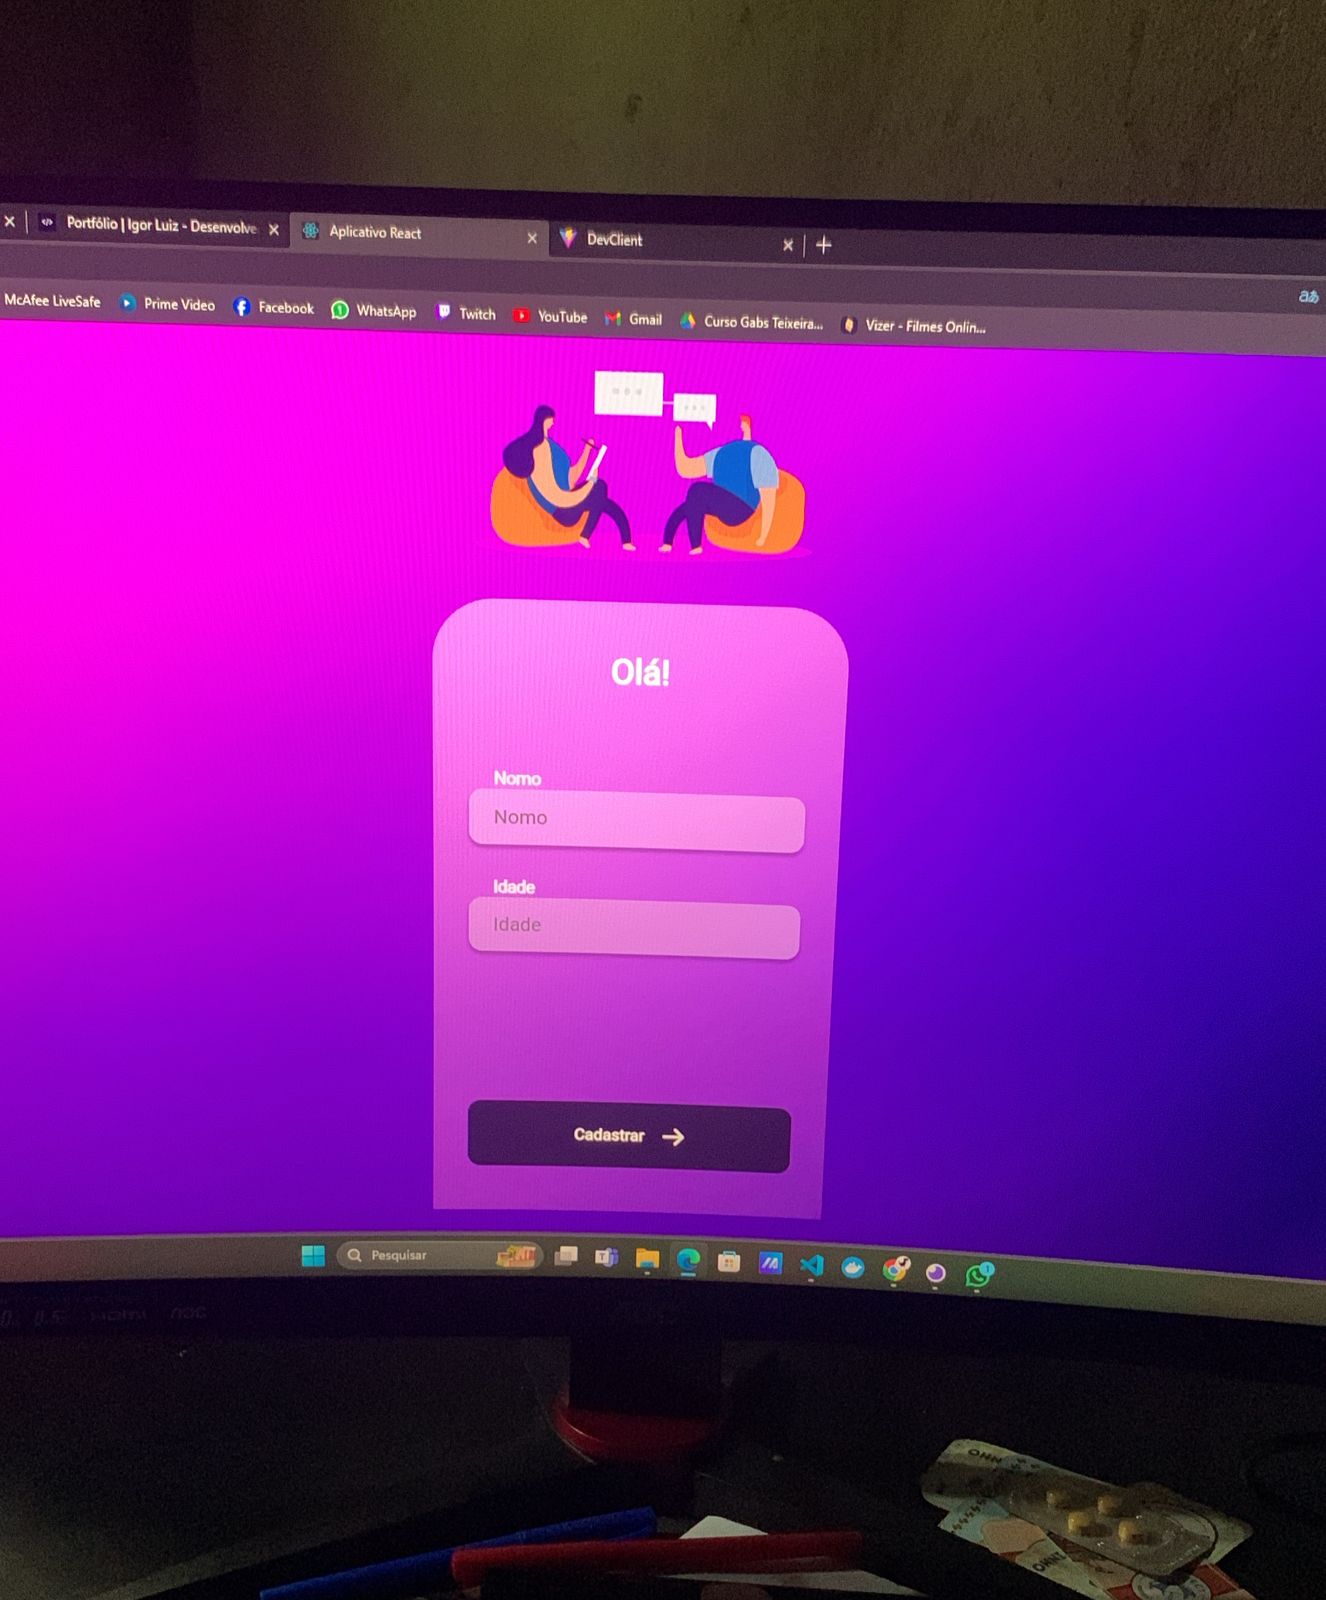 Portfólio | Igor Luiz - Desenvolve
Aplicativo React
DevClient
McAfee LiveSafe
Prime Video
Facebook
WhatsApp
Twitch
YouTube
Gmail
Curso Gabs Teixeira...
Vizer - Filmes Onlin...
Olá!
Nomo
Nomo
Idade
Idade
Cadastrar
Pesquisar